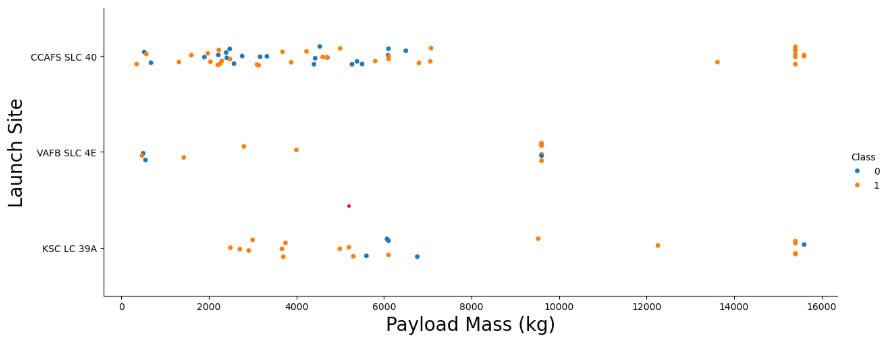 Launch Site
CCAFS SLC 40
VAFB SLC 4E
KSC LC 39A
0 2000 4000 6000 8000 10000 12000 14000 16000
Payload Mass (kg)
Class
0
1